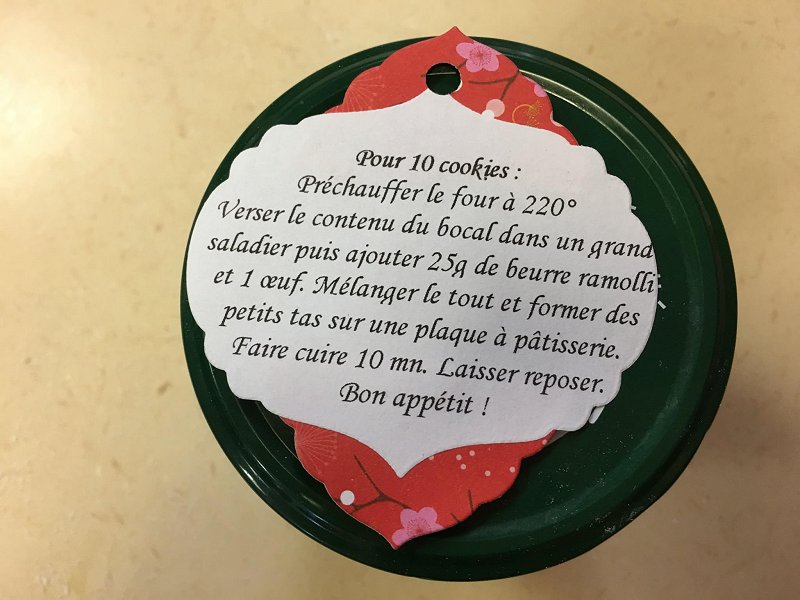 Pour 10 cookies :
Préchauffer le four à 220°
Verser le contenu du bocal dans un grand
saladier puis ajouter 25g de beurre ramolli
et 1 œuf. Mélanger le tout et former des
petits tas sur une plaque à pâtisserie.
Faire cuire 10 mn. Laisser reposer.
Bon appétit !